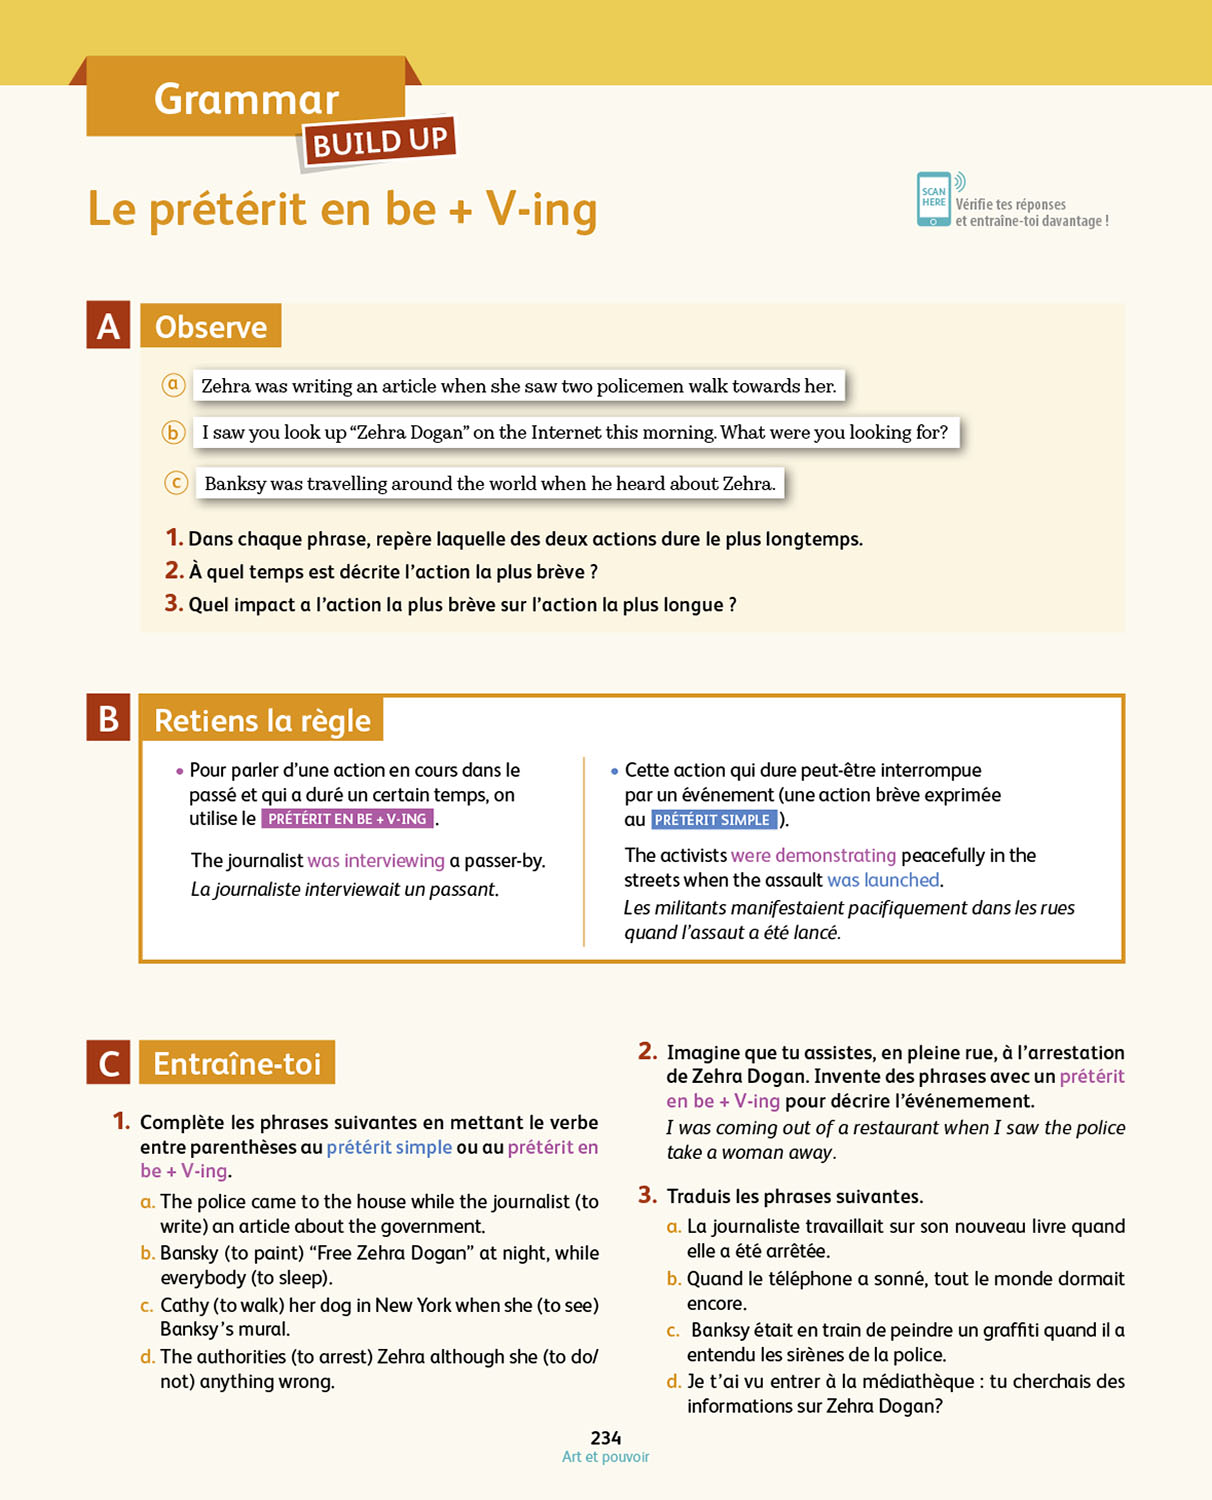 Grammar
BUILD UP
Le prétérit en be + V-ing
SCAN
HERE
Vérifie tes réponses
et entraîne-toi davantage !
A Observe
a Zehra was writing an article when she saw two policemen walk towards her.
b I saw you look up “Zehra Dogan” on the Internet this morning. What were you looking for?
c Banksy was travelling around the world when he heard about Zehra.
1. Dans chaque phrase, repère laquelle des deux actions dure le plus longtemps.
2. À quel temps est décrite l’action la plus brève ?
3. Quel impact a l’action la plus brève sur l’action la plus longue ?
B Retiens la règle
• Pour parler d’une action en cours dans le
passé et qui a duré un certain temps, on
utilise le PRÉTÉRIT EN BE + V-ING .
The journalist was interviewing a passer-by.
La journaliste interviewait un passant.
• Cette action qui dure peut-être interrompue
par un événement (une action brève exprimée
au PRÉTÉRIT SIMPLE ).
The activists were demonstrating peacefully in the
streets when the assault was launched.
Les militants manifestaient pacifiquement dans les rues
quand l’assaut a été lancé.
C Entraîne-toi
1. Complète les phrases suivantes en mettant le verbe
entre parenthèses au prétérit simple ou au prétérit en
be + V-ing.
a. The police came to the house while the journalist (to
write) an article about the government.
b. Bansky (to paint) “Free Zehra Dogan” at night, while
everybody (to sleep).
c. Cathy (to walk) her dog in New York when she (to see)
Banksy’s mural.
d. The authorities (to arrest) Zehra although she (to do/
not) anything wrong.
2. Imagine que tu assistes, en pleine rue, à l’arrestation
de Zehra Dogan. Invente des phrases avec un prétérit
en be + V-ing pour décrire l’événemement.
I was coming out of a restaurant when I saw the police
take a woman away.
3. Traduis les phrases suivantes.
a. La journaliste travaillait sur son nouveau livre quand
elle a été arrêtée.
b. Quand le téléphone a sonné, tout le monde dormait
encore.
c. Banksy était en train de peindre un graffiti quand il a
entendu les sirènes de la police.
d. Je t’ai vu entrer à la médiathèque : tu cherchais des
informations sur Zehra Dogan?
234
Art et pouvoir